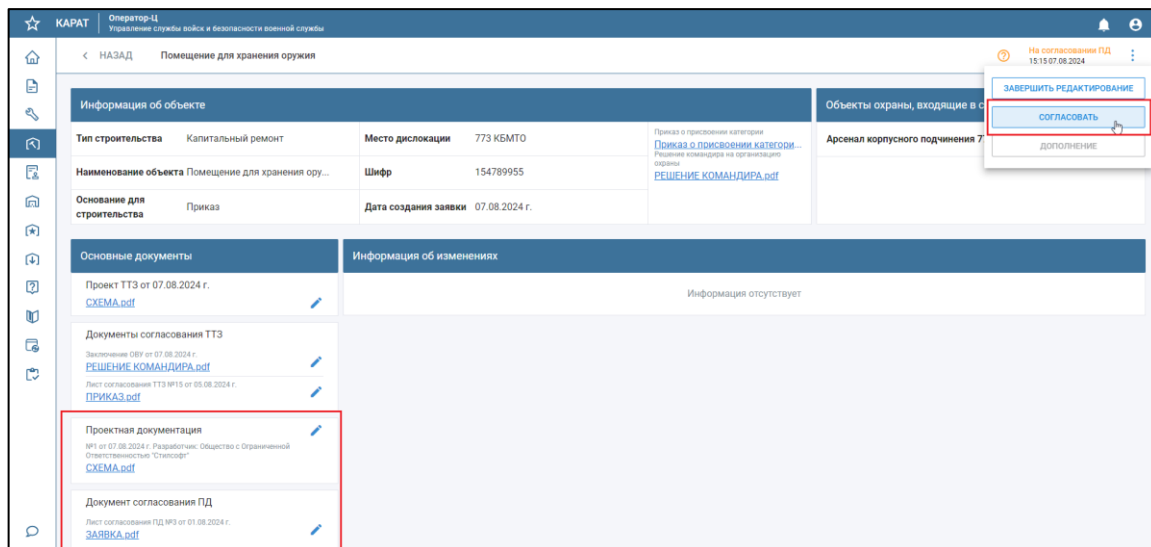 КАРАТ
Оператор-Ц
Управление службы войск и безопасности военной службы
НАЗАД
Помещение для хранения оружия
На согласовании ПД
15:15 07.08.2024
ЗАВЕРШИТЬ РЕДАКТИРОВАНИЕ
СОГЛАСОВАТЬ
ДОПОЛНЕНИЕ
Информация об объекте
Тип строительства Капитальный ремонт
Наименование объекта Помещение для хранения ору...
Основание для
строительства
Приказ
Место дислокации 773 КБМТО
Шифр 154789955
Дата создания заявки 07.08.2024 г.
Приказ о присвоении категории
Приказ о присвоении категори...
Решение командира на организацию
охраны
РЕШЕНИЕ КОМАНДИРА.pdf
Объекты охраны, входящие в с
Арсенал корпусного подчинения 7
Основные документы
Проект ТТЗ от 07.08.2024 г.
СХЕМА.pdf
Документы согласования ТТЗ
Заключение ОВУ от 07.08.2024 г.
РЕШЕНИЕ КОМАНДИРА.pdf
Лист согласования ТТЗ №15 от 05.08.2024 г.
ПРИКАЗ.pdf
Проектная документация
№1 от 07.08.2024 г. Разработчик: Общество с Ограниченной
Ответственностью "Стилсофт"
СХЕМА.pdf
Документ согласования ПД
Лист согласования ПД №3 от 01.08.2024 г.
ЗАЯВКА.pdf
Информация об изменениях
Информация отсутствует